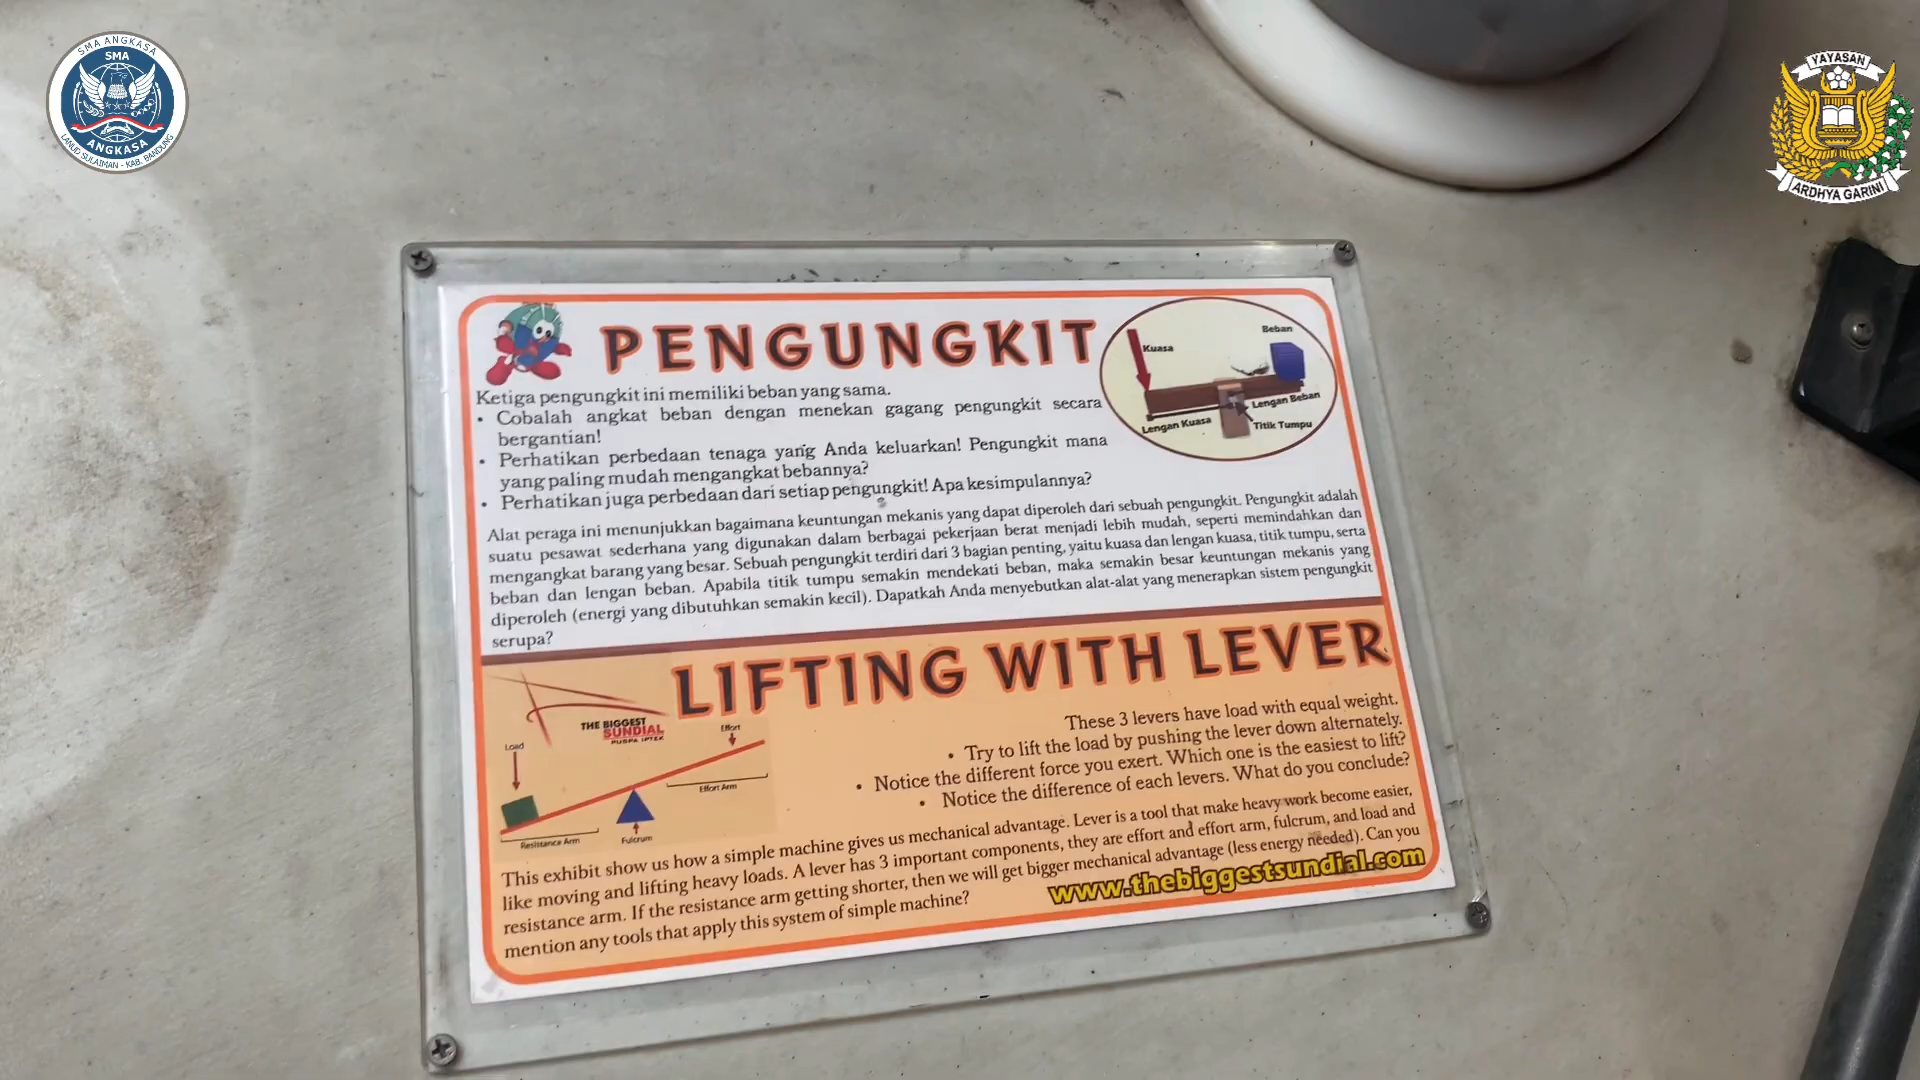 SMA ANGKASA
SMA
ANGKASA
LANUD SULAIMAN - KAB. BANDUNG
YAYASAN
ARDHYA GARINI
PENGUNGKIT
Kuasa
Beban
Lengan Beban
Lengan Kuasa
Titik Tumpu
Ketiga pengungkit ini memiliki beban yang sama.
• Cobalah angkat beban dengan menekan gagang pengungkit secara
bergantian!
• Perhatikan perbedaan tenaga yang Anda keluarkan! Pengungkit mana
yang paling mudah mengangkat bebannya?
• Perhatikan juga perbedaan dari setiap pengungkit! Apa kesimpulannya?
Alat peraga ini menunjukkan bagaimana keuntungan mekanis yang dapat diperoleh dari sebuah pengungkit. Pengungkit adalah
suatu pesawat sederhana yang digunakan dalam berbagai pekerjaan berat menjadi lebih mudah, seperti memindahkan dan
mengangkat barang yang besar. Sebuah pengungkit terdiri dari 3 bagian penting, yaitu kuasa dan lengan kuasa, titik tumpu, serta
beban dan lengan beban. Apabila titik tumpu semakin mendekati beban, maka semakin besar keuntungan mekanis yang
diperoleh (energi yang dibutuhkan semakin kecil). Dapatkah Anda menyebutkan alat-alat yang menerapkan sistem pengungkit
serupa?
LIFTING WITH LEVER
THE BIGGEST
SUNDIAL
PUSPA IPTEK
Load
Effort
Effort Arm
Resistance Arm
Fulcrum
These 3 levers have load with equal weight.
• Try to lift the load by pushing the lever down alternately.
• Notice the different force you exert. Which one is the easiest to lift?
• Notice the difference of each levers. What do you conclude?
This exhibit show us how a simple machine gives us mechanical advantage. Lever is a tool that make heavy work become easier,
like moving and lifting heavy loads. A lever has 3 important components, they are effort and effort arm, fulcrum, and load and
resistance arm. If the resistance arm getting shorter, then we will get bigger mechanical advantage (less energy needed). Can you
mention any tools that apply this system of simple machine?
www.thebiggestsundial.com